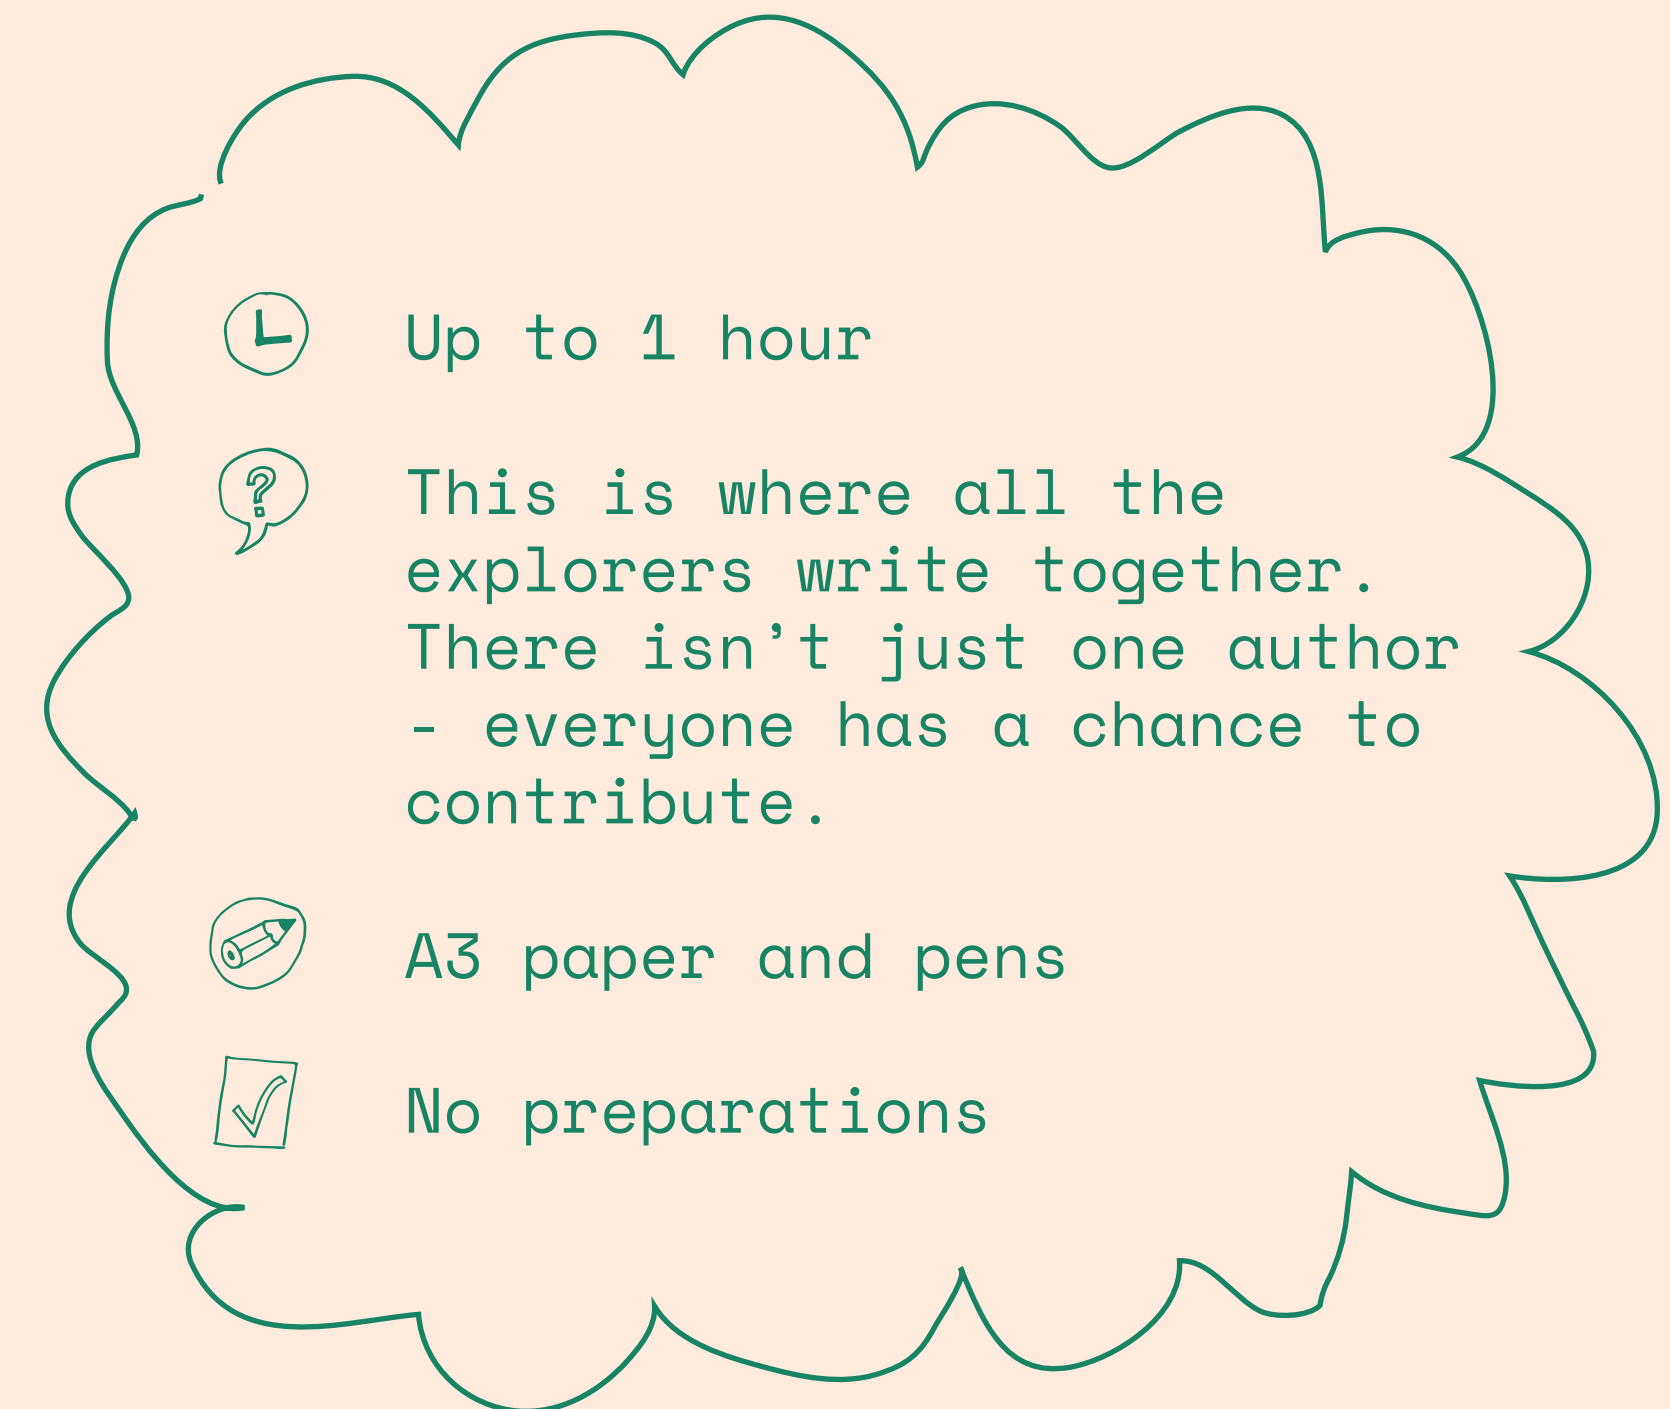 Up to 1 hour
This is where all the
explorers write together.
There isn’t just one author
- everyone has a chance to
contribute.
A3 paper and pens
No preparations